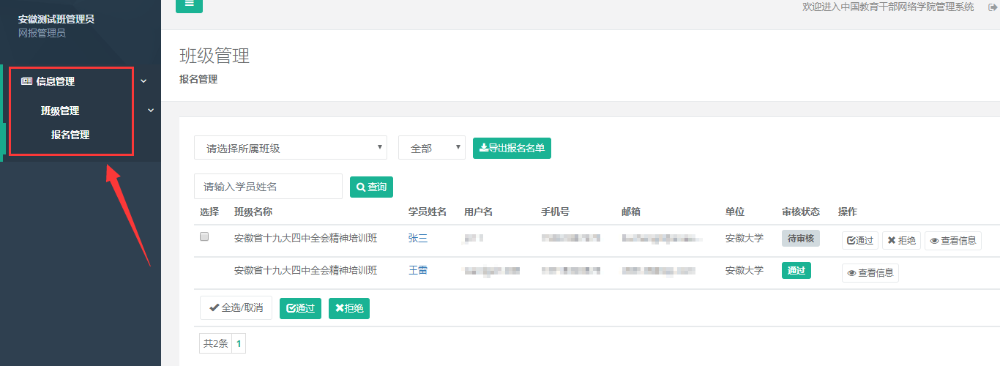 安徽测试班管理员
网报管理员
信息管理
班级管理
报名管理
欢迎进入中国教育干部网络学院管理系统
班级管理
报名管理
请选择所属班级 全部 导出报名名单
请输入学员姓名 查询
选择 班级名称 学员姓名 用户名 手机号 邮箱 单位 审核状态 操作
安徽省十九大四中全会精神培训班 张三 安徽大学 待审核 通过 拒绝 查看信息
安徽省十九大四中全会精神培训班 王雷 安徽大学 通过 查看信息
全选/取消 通过 拒绝
共2条 1